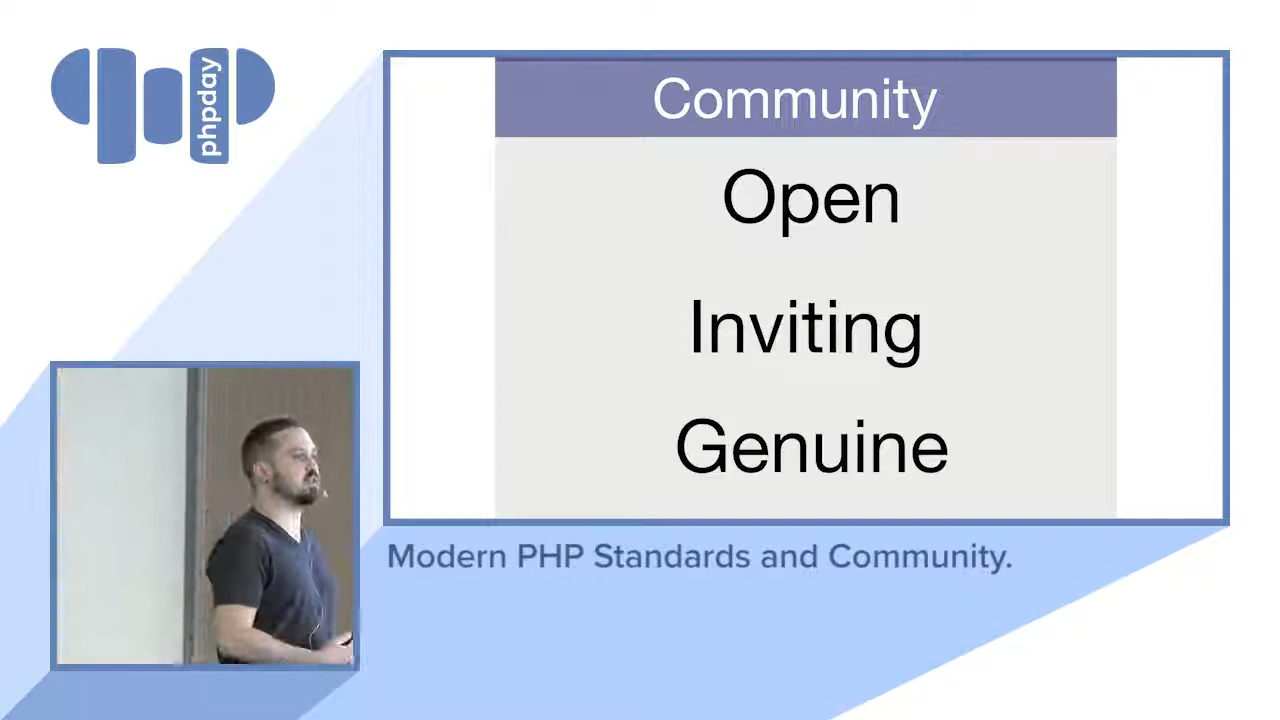 phpday
Community
Open
Inviting
Genuine
Modern PHP Standards and Community.